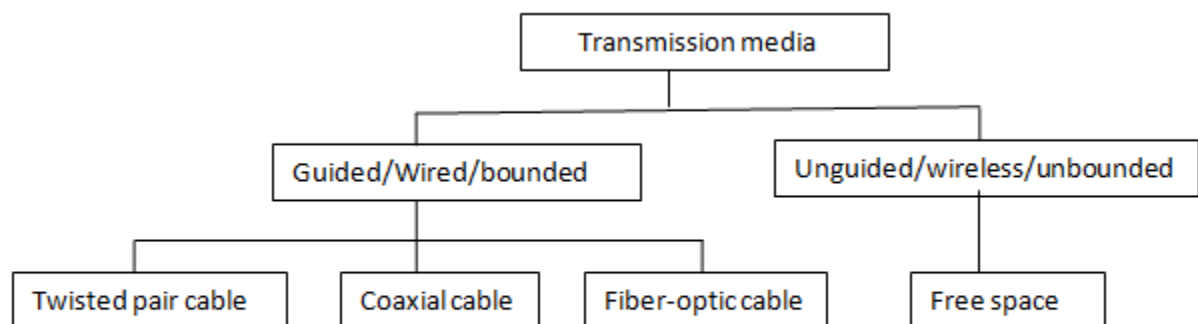 Transmission media
Guided/Wired/bounded
Unguided/wireless/unbounded
Twisted pair cable
Coaxial cable
Fiber-optic cable
Free space